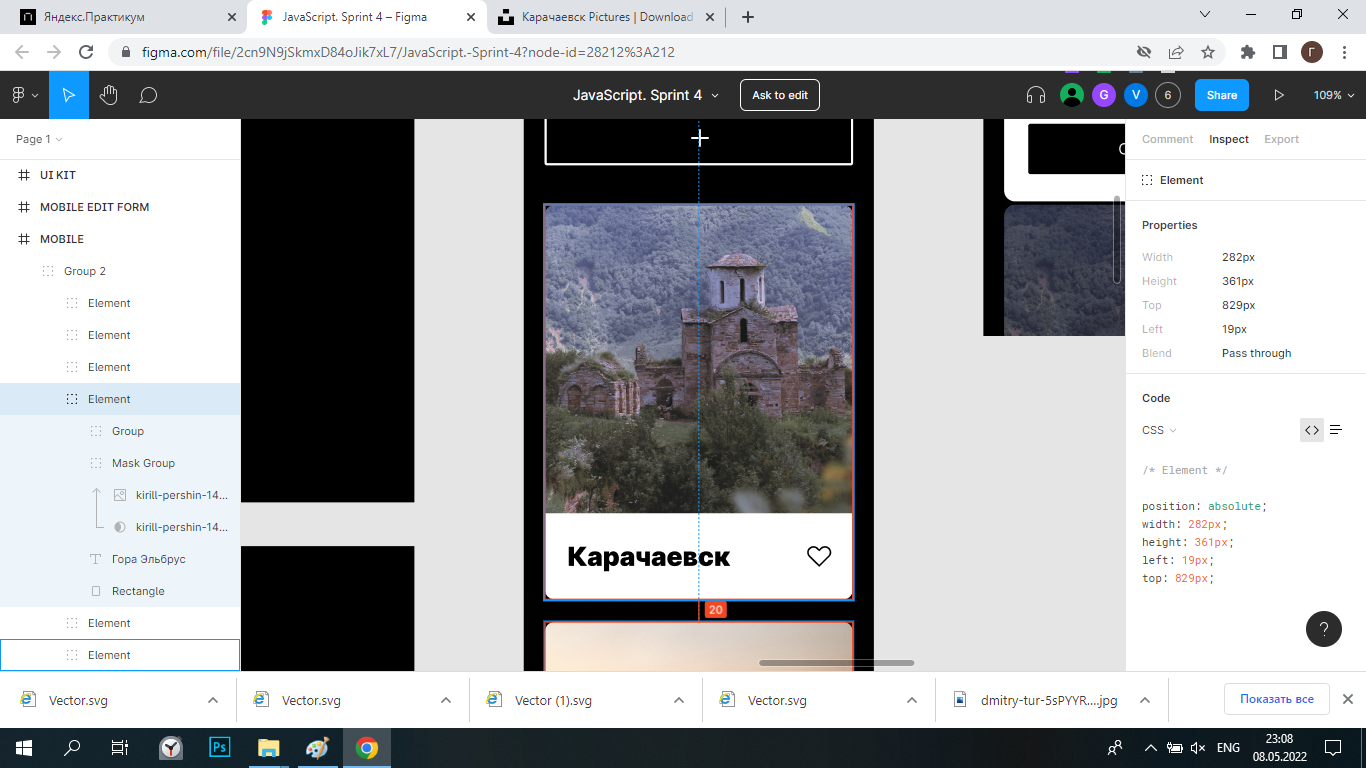 Яндекс.Практикум
JavaScript. Sprint 4 – Figma
Карачаевск Pictures | Download
figma.com/file/2cn9N9jSkmxD84oJik7xL7/JavaScript.-Sprint-4?node-id=28212%3A212
Г
JavaScript. Sprint 4
Ask to edit
G
V
6
Share
109%
Page 1
UI KIT
MOBILE EDIT FORM
MOBILE
Group 2
Element
Element
Element
Element
Group
Mask Group
kirill-pershin-14...
kirill-pershin-14...
Гора Эльбрус
Rectangle
Element
Element
Карачаевск
20
Comment
Inspect
Export
Element
Properties
Width 282px
Height 361px
Top 829px
Left 19px
Blend Pass through
Code
CSS
/* Element */
position: absolute;
width: 282px;
height: 361px;
left: 19px;
top: 829px;
?
Vector.svg
Vector.svg
Vector (1).svg
Vector.svg
dmitry-tur-5sPYYR....jpg
Показать все
Ps
ENG
23:08
08.05.2022